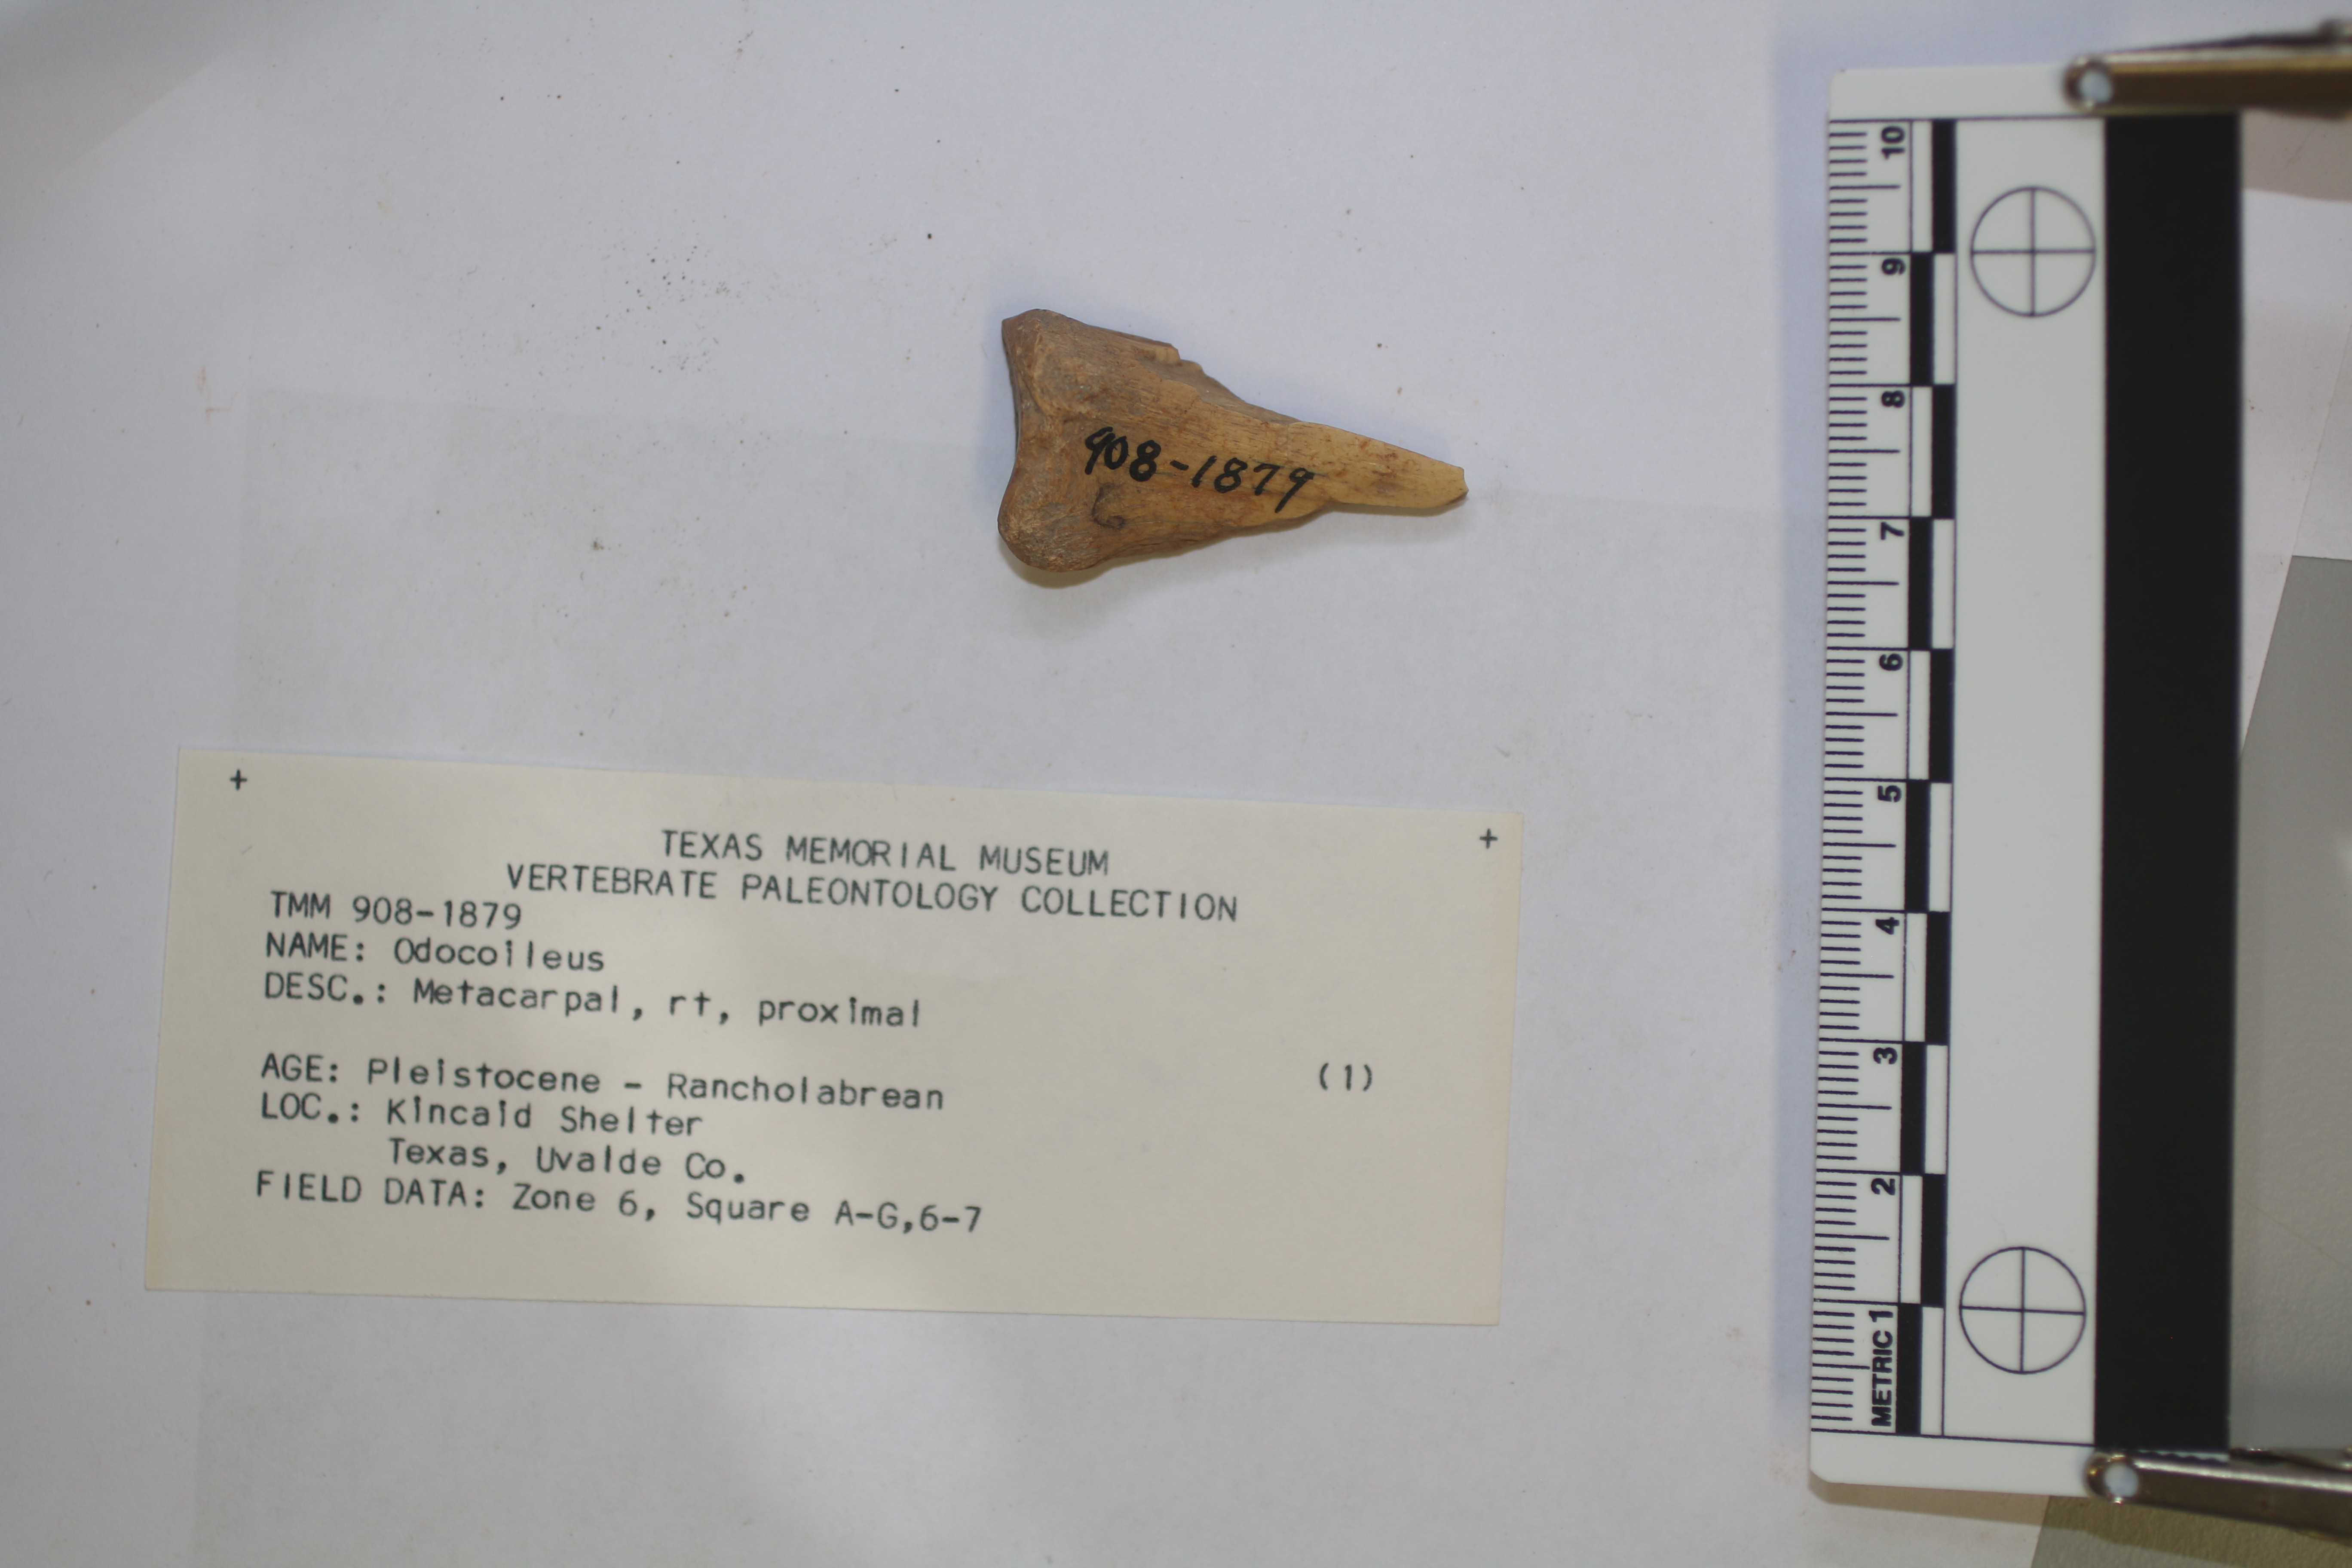 TEXAS MEMORIAL MUSEUM
VERTEBRATE PALEONTOLOGY COLLECTION
TMM 908-1879
NAME: Odocoileus
DESC.: Metacarpal, rt, proximal
(1)
AGE: Pleistocene - Rancholabrean
LOC.: Kincaid Shelter
Texas, Uvalde Co.
FIELD DATA: Zone 6, Square A-G,6-7
908-1879
6
METRIC 1 2 3 4 5 6 7 8 9 10